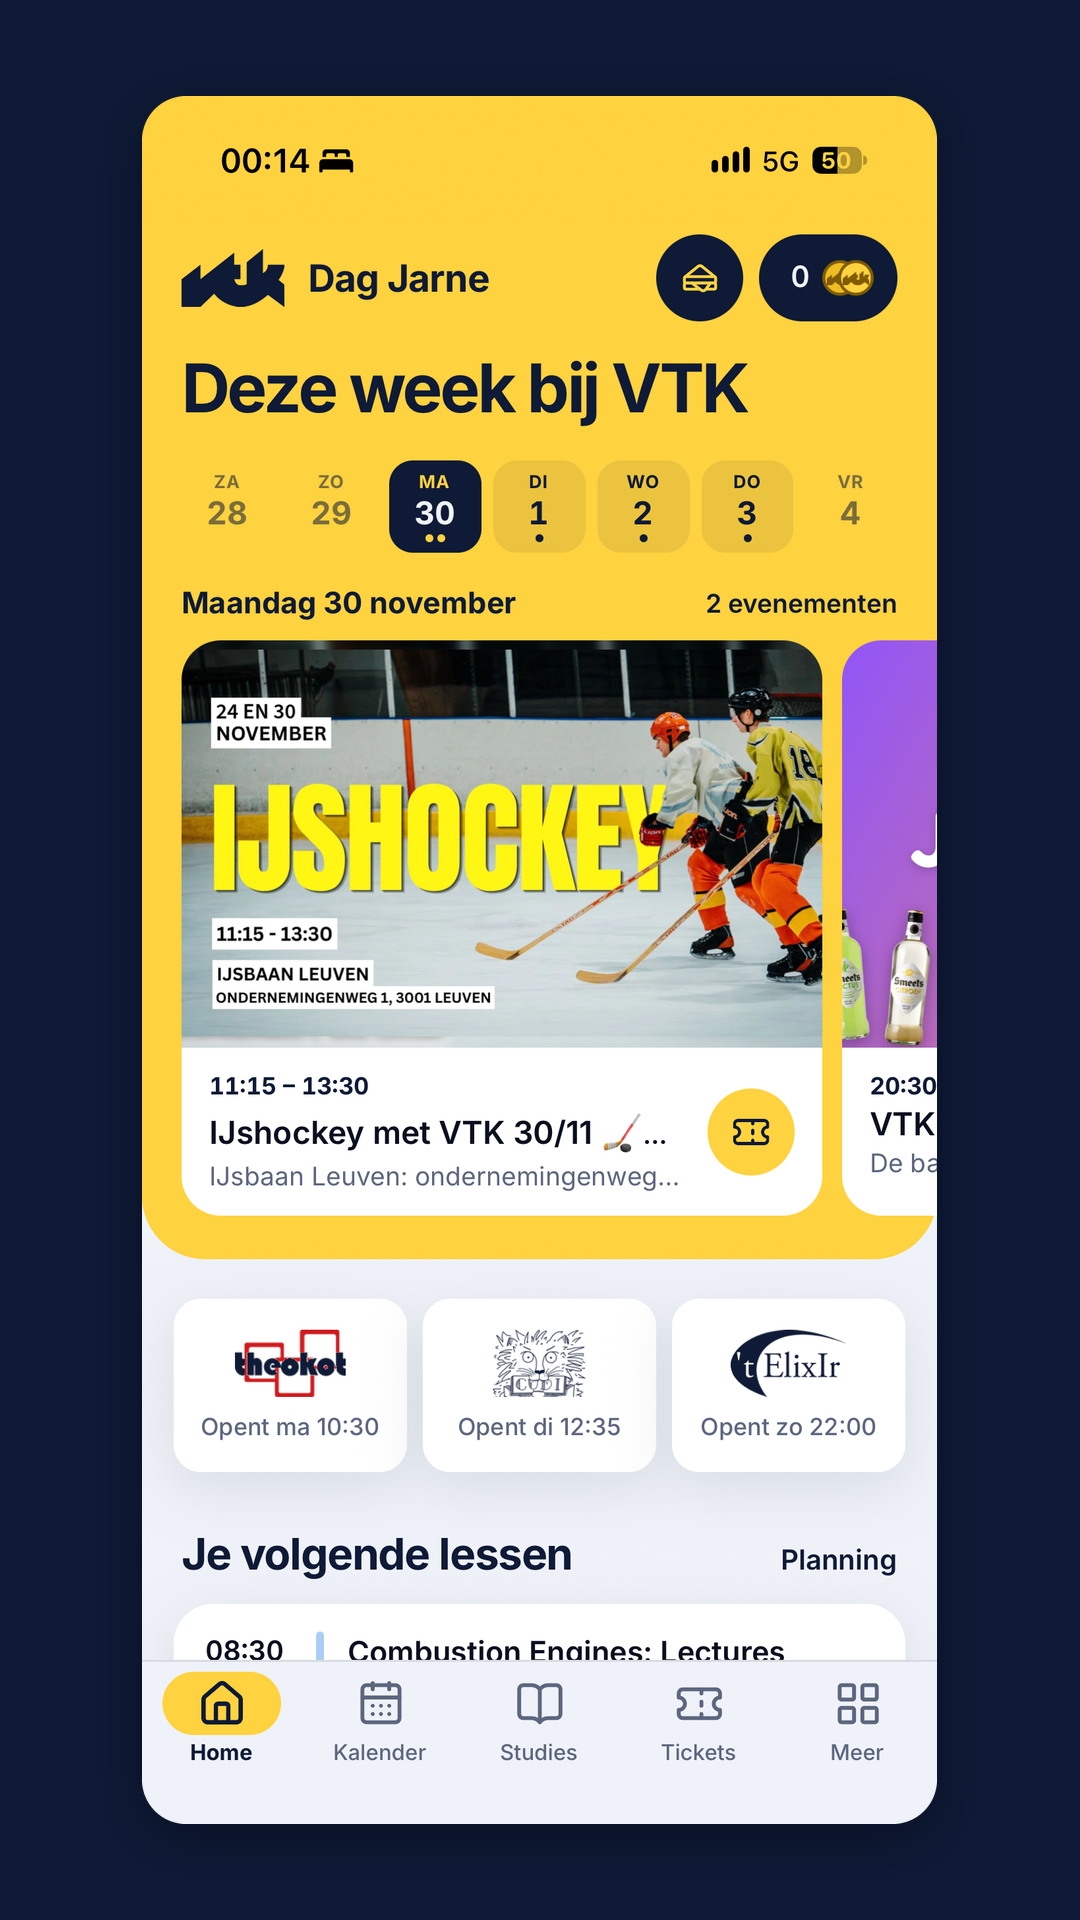 00:14 5G 50
vtk Dag Jarne 0
Deze week bij VTK
ZA ZO MA DI WO DO VR
28 29 30 1 2 3 4
Maandag 30 november 2 evenementen
24 EN 30
NOVEMBER
IJSHOCKEY
11:15 - 13:30
IJSBAAN LEUVEN
ONDERNEMINGENWEG 1, 3001 LEUVEN
18
J
Smeets
CITROEN
11:15 – 13:30
IJshockey met VTK 30/11 🏒 ...
IJsbaan Leuven: ondernemingenweg...
20:30
VTK
De ba
theokot CUDI 't ElixIr
Opent ma 10:30 Opent di 12:35 Opent zo 22:00
Je volgende lessen Planning
08:30 Combustion Engines: Lectures
Home Kalender Studies Tickets Meer